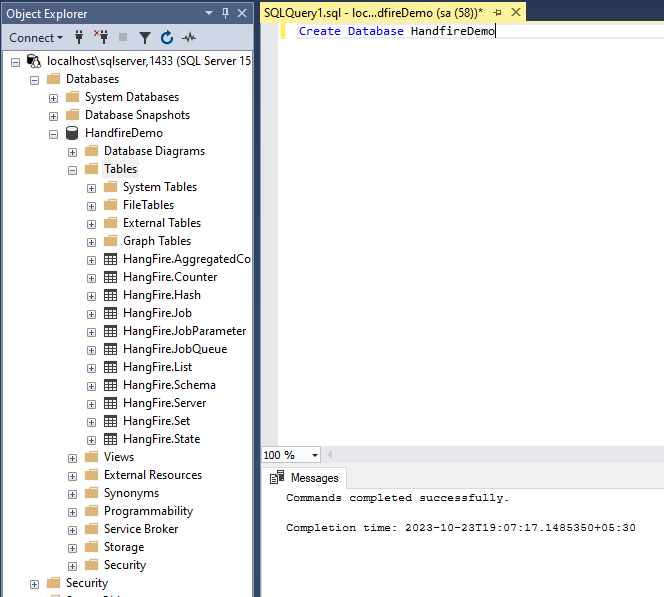 Object Explorer
Connect
localhost\sqlserver,1433 (SQL Server 15
Databases
System Databases
Database Snapshots
HandfireDemo
Database Diagrams
Tables
System Tables
FileTables
External Tables
Graph Tables
HangFire.AggregatedCo
HangFire.Counter
HangFire.Hash
HangFire.Job
HangFire.JobParameter
HangFire.JobQueue
HangFire.List
HangFire.Schema
HangFire.Server
HangFire.Set
HangFire.State
Views
External Resources
Synonyms
Programmability
Service Broker
Storage
Security
Security
SQLQuery1.sql - loc...dfireDemo (sa (58))*
Create Database HandfireDemo
100 %
Messages
Commands completed successfully.
Completion time: 2023-10-23T19:07:17.1485350+05:30